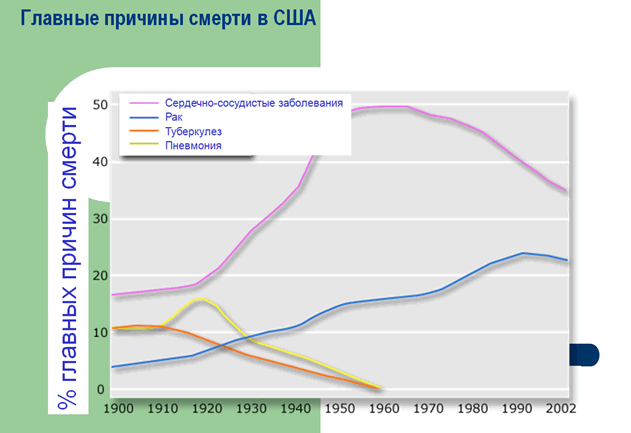 Главные причины смерти в США
% главных причин смерти
50
40
30
20
10
0
Сердечно-сосудистые заболевания
Рак
Туберкулез
Пневмония
1900 1910 1920 1930 1940 1950 1960 1970 1980 1990 2002